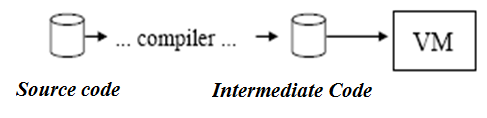 ... compiler ...
VM
Source code
Intermediate Code